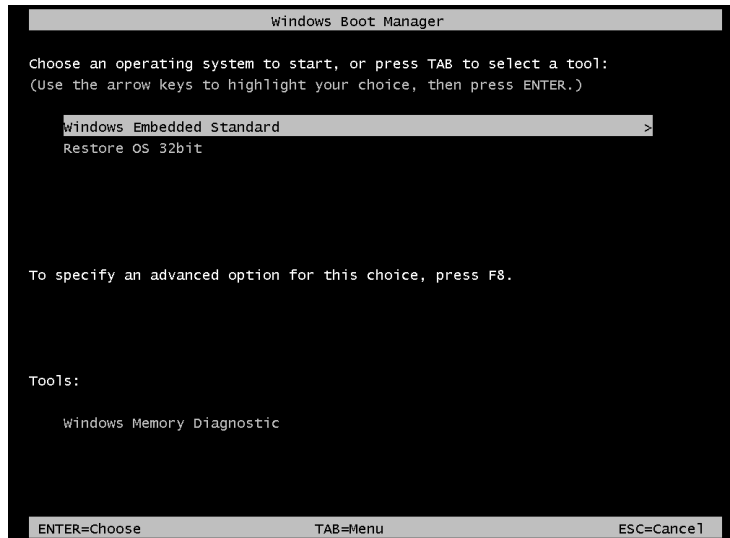 Windows Boot Manager
Choose an operating system to start, or press TAB to select a tool:
(Use the arrow keys to highlight your choice, then press ENTER.)
Windows Embedded Standard >
Restore OS 32bit
To specify an advanced option for this choice, press F8.
Tools:
Windows Memory Diagnostic
ENTER=Choose TAB=Menu ESC=Cancel